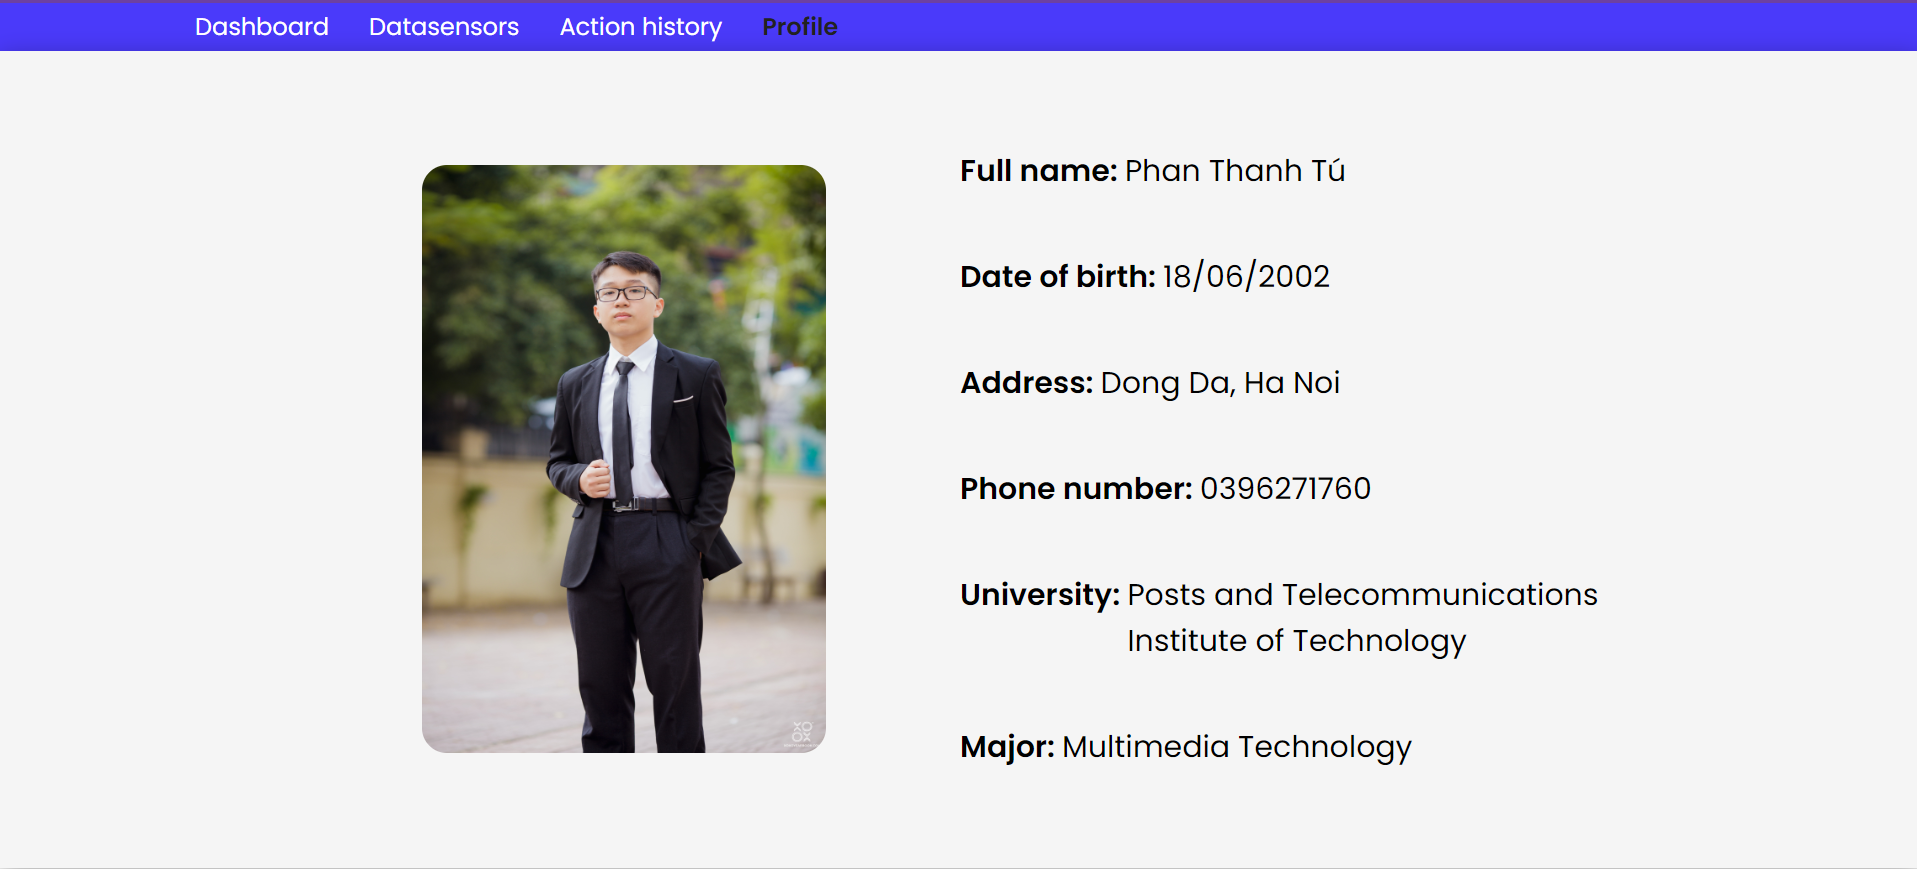 Dashboard Datasensors Action history Profile
Full name: Phan Thanh Tú
Date of birth: 18/06/2002
Address: Dong Da, Ha Noi
Phone number: 0396271760
University: Posts and Telecommunications
Institute of Technology
Major: Multimedia Technology
XO
OX